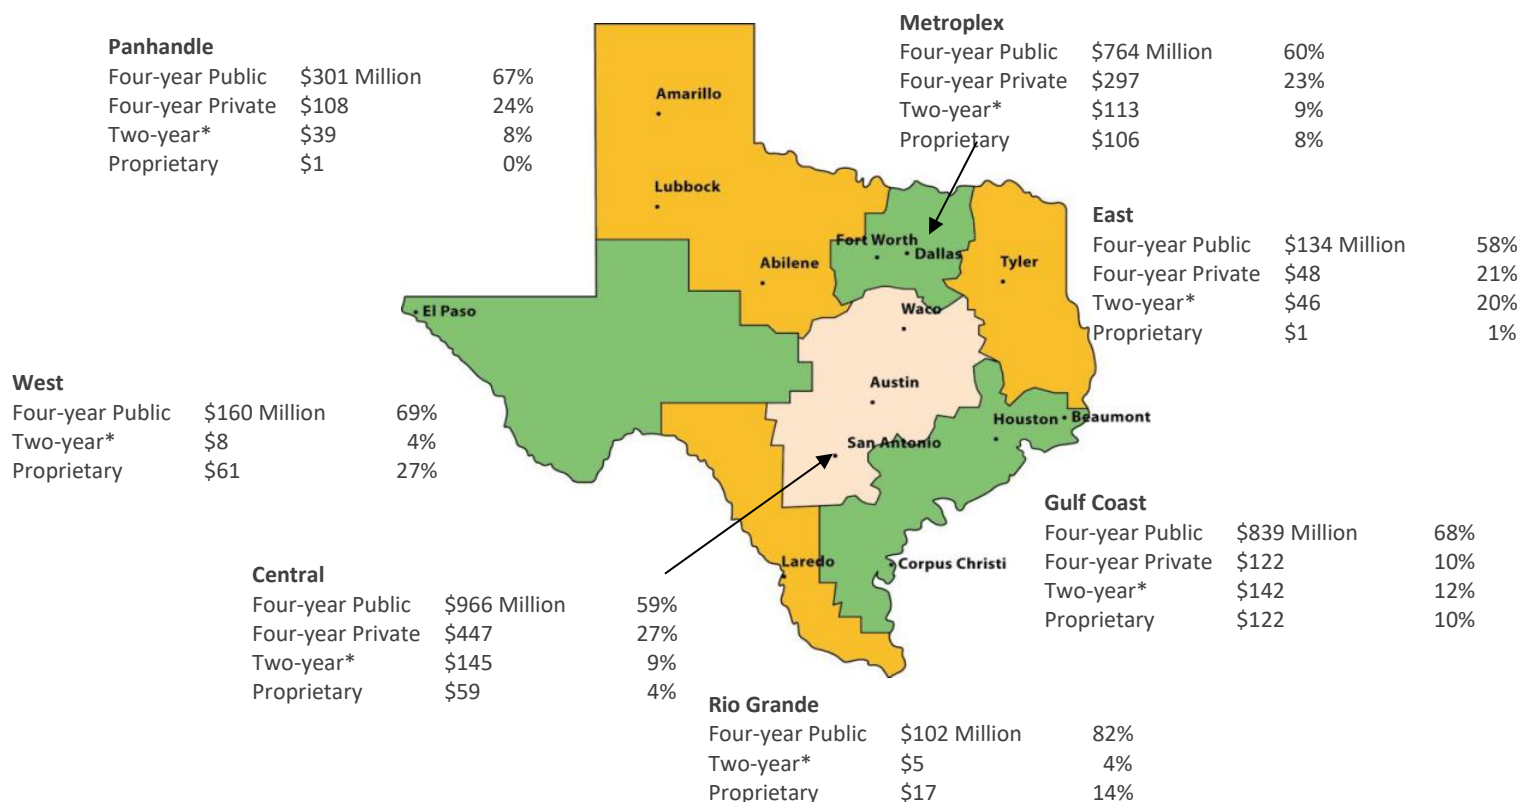 Metroplex
Four-year Public $764 Million 60%
Four-year Private $297 23%
Two-year* $113 9%
Proprietary $106 8%
Panhandle
Four-year Public $301 Million 67%
Four-year Private $108 24%
Two-year* $39 8%
Proprietary $1 0%
Amarillo
Lubbock
Abilene
Fort Worth
Dallas
Tyler
East
Four-year Public $134 Million 58%
Four-year Private $48 21%
Two-year* $46 20%
Proprietary $1 1%
El Paso
Waco
Austin
San Antonio
Houston
Beaumont
West
Four-year Public $160 Million 69%
Two-year* $8 4%
Proprietary $61 27%
Gulf Coast
Four-year Public $839 Million 68%
Four-year Private $122 10%
Two-year* $142 12%
Proprietary $122 10%
Laredo
Corpus Christi
Central
Four-year Public $966 Million 59%
Four-year Private $447 27%
Two-year* $145 9%
Proprietary $59 4%
Rio Grande
Four-year Public $102 Million 82%
Two-year* $5 4%
Proprietary $17 14%